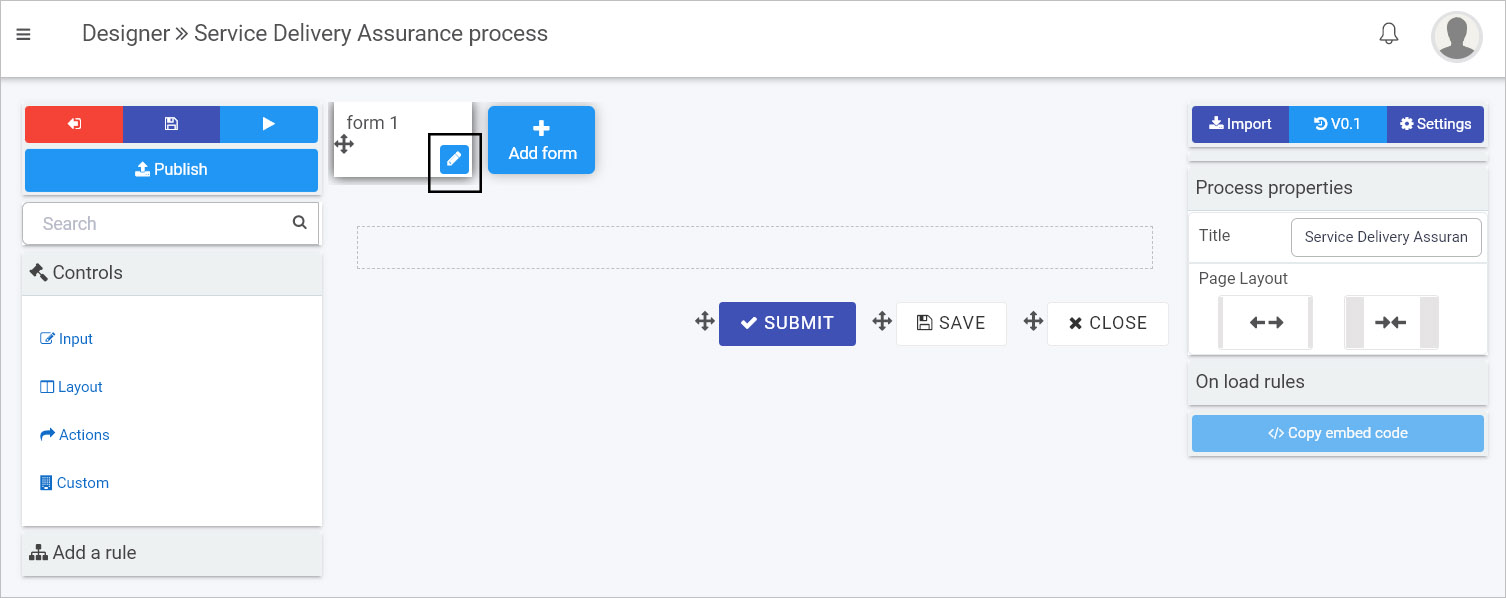 Designer » Service Delivery Assurance process
Publish
Search
Controls
Input
Layout
Actions
Custom
Add a rule
form 1
Add form
SUBMIT
SAVE
CLOSE
Import
V0.1
Settings
Process properties
Title
Service Delivery Assuran
Page Layout
On load rules
</> Copy embed code